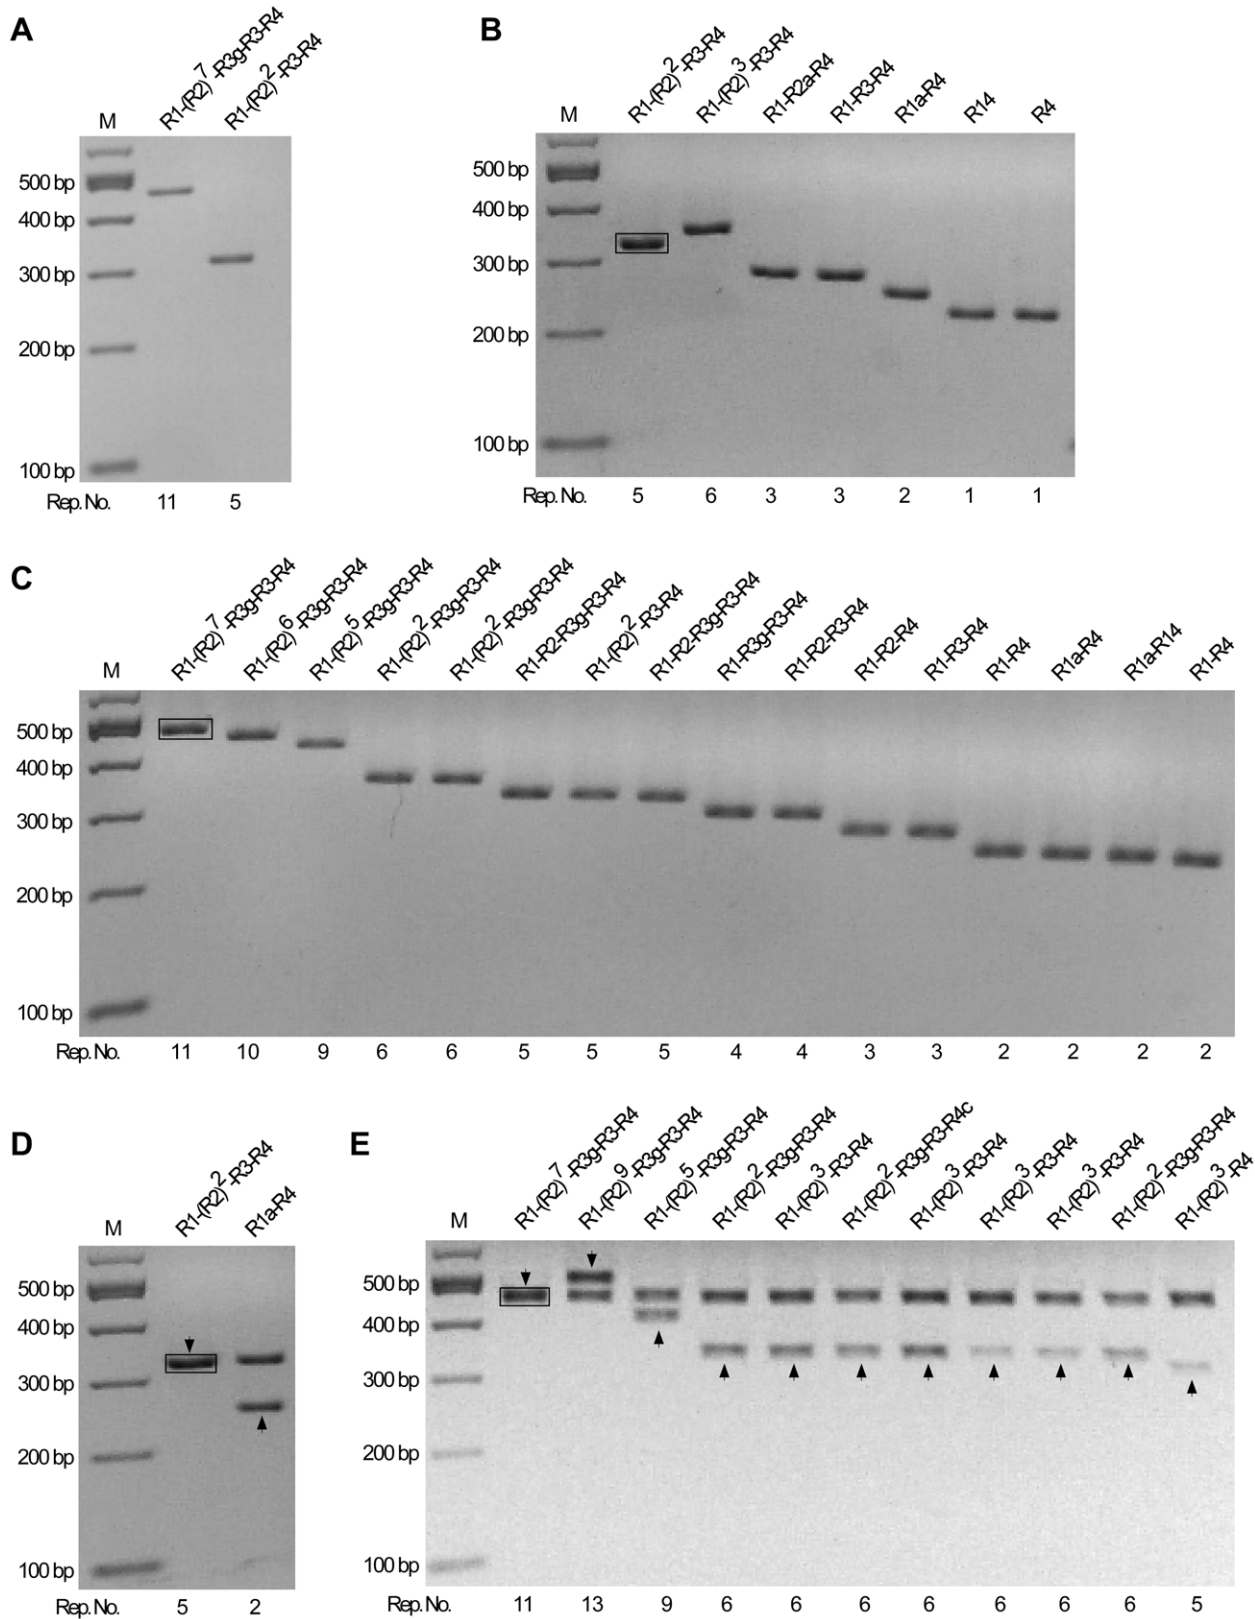 A
M
R1-(R2)7-R3g-R3-R4
R1-(R2)2-R3-R4
500 bp
400 bp
300 bp
200 bp
100 bp
Rep. No. 11 5
B
M
R1-(R2)2-R3-R4
R1-(R2)3-R3-R4
R1-R2a-R4
R1-R3-R4
R1a-R4
R14
R4
500 bp
400 bp
300 bp
200 bp
100 bp
Rep. No. 5 6 3 3 2 1 1
C
M
R1-(R2)7-R3g-R3-R4
R1-(R2)6-R3g-R3-R4
R1-(R2)5-R3g-R3-R4
R1-(R2)2-R3g-R3-R4
R1-(R2)2-R3g-R3-R4
R1-R2-R3g-R3-R4
R1-(R2)2-R3-R4
R1-R2-R3g-R3-R4
R1-R3g-R3-R4
R1-R2-R3-R4
R1-R2-R4
R1-R3-R4
R1-R4
R1a-R4
R1a-R14
R1-R4
500 bp
400 bp
300 bp
200 bp
100 bp
Rep. No. 11 10 9 6 6 5 5 5 4 4 3 3 2 2 2 2
D
M
R1-(R2)2-R3-R4
R1a-R4
500 bp
400 bp
300 bp
200 bp
100 bp
Rep. No. 5 2
E
M
R1-(R2)7-R3g-R3-R4
R1-(R2)9-R3g-R3-R4
R1-(R2)5-R3g-R3-R4
R1-(R2)2-R3g-R3-R4
R1-(R2)3-R3-R4
R1-(R2)2-R3g-R3-R4c
R1-(R2)3-R3-R4
R1-(R2)3-R3-R4
R1-(R2)3-R3-R4
R1-(R2)2-R3g-R3-R4
R1-(R2)3-R4
500 bp
400 bp
300 bp
200 bp
100 bp
Rep. No. 11 13 9 6 6 6 6 6 6 6 5